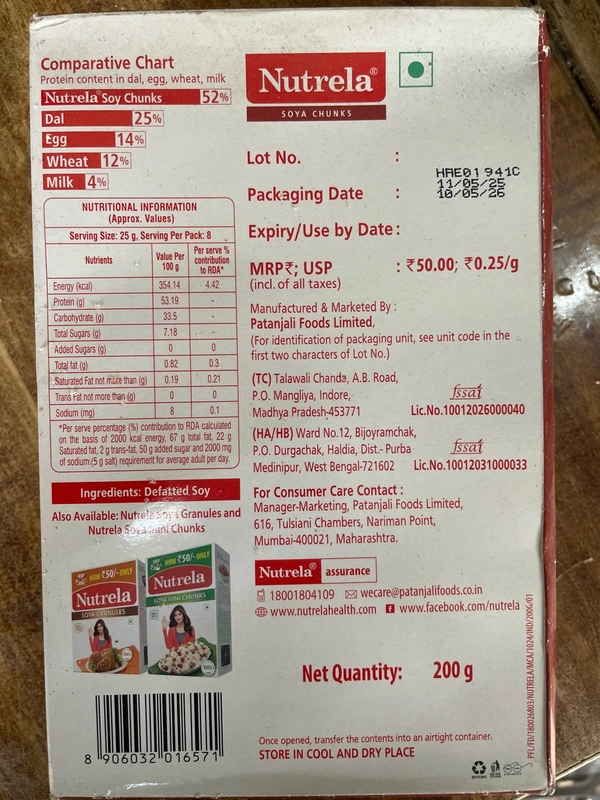 Comparative Chart
Protein content in dal, egg, wheat, milk
Nutrela® Soy Chunks 52%
Dal 25%
Egg 14%
Wheat 12%
Milk 4%
NUTRITIONAL INFORMATION
(Approx. Values)
Serving Size: 25 g, Serving Per Pack: 8
Nutrients Value Per 100 g Per serve % contribution to RDA*
Energy (kcal) 354.14 4.42
Protein (g) 53.19 -
Carbohydrate (g) 33.5 -
Total Sugars (g) 7.18 -
Added Sugars (g) 0 0
Total fat (g) 0.82 0.3
Saturated Fat not more than (g) 0.19 0.21
Trans Fat not more than (g) 0 0
Sodium (mg) 8 0.1
*Per serve percentage (%) contribution to RDA calculated
on the basis of 2000 kcal energy, 67 g total fat, 22 g
Saturated fat, 2 g trans-fat, 50 g added sugar and 2000 mg
of sodium (5 g salt) requirement for average adult per day.
Ingredients: Defatted Soy
Also Available: Nutrela Soya Granules and
Nutrela Soya Mini Chunks
NOW ₹50/- ONLY
Nutrela
SOYA GRANULES
NOW ₹50/- ONLY
Nutrela
SOYA MINI CHUNKS
8 906032 016571
Nutrela®
SOYA CHUNKS
Lot No. : HAE01941C
Packaging Date : 11/05/25
Expiry/Use by Date: 10/05/26
MRP₹; USP : ₹50.00; ₹0.25/g
(incl. of all taxes)
Manufactured & Marketed By :
Patanjali Foods Limited,
(For identification of packaging unit, see unit code in the
first two characters of Lot No.)
(TC) Talawali Chanda, A.B. Road,
P.O. Mangliya, Indore,
Madhya Pradesh-453771
fssai
Lic.No.10012026000040
(HA/HB) Ward No.12, Bijoyramchak,
P.O. Durgachak, Haldia, Dist.- Purba
Medinipur, West Bengal-721602
fssai
Lic.No.10012031000033
For Consumer Care Contact :
Manager-Marketing, Patanjali Foods Limited,
616, Tulsiani Chambers, Nariman Point,
Mumbai-400021, Maharashtra.
Nutrela® assurance
18001804109 wecare@patanjalifoods.co.in
www.nutrelahealth.com www.facebook.com/nutrela
Net Quantity: 200 g
Once opened, transfer the contents into an airtight container.
STORE IN COOL AND DRY PLACE
PFL/FD/180026803/NUTRELA/MCA/1024/IND/2006/01